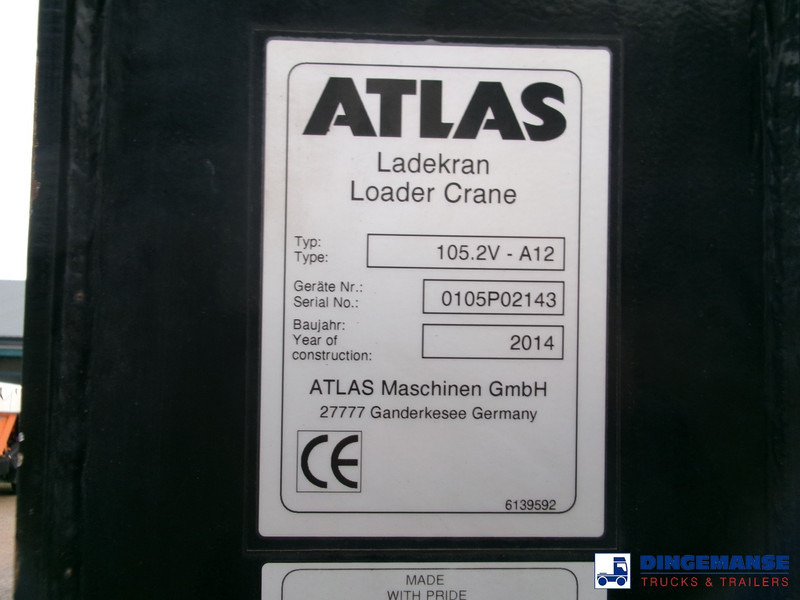 ATLAS
Ladekran
Loader Crane
Typ:
Type:
105.2V - A12
Geräte Nr.:
Serial No.:
0105P02143
Baujahr:
Year of
construction:
2014
ATLAS Maschinen GmbH
27777 Ganderkesee Germany
CE
6139592
MADE
WITH PRIDE
DINGEMANSE
TRUCKS & TRAILERS